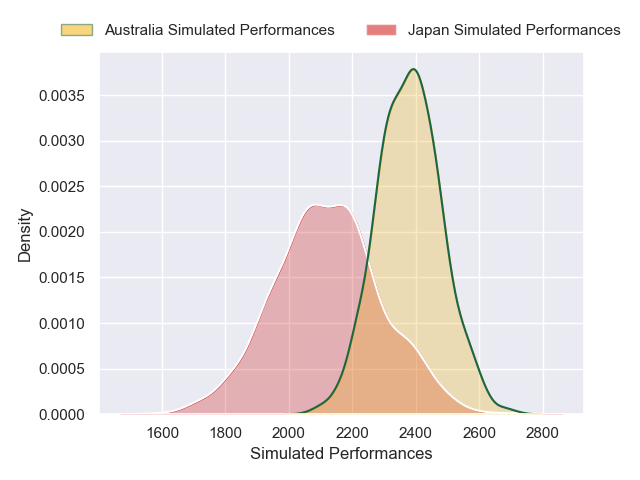 Australia Simulated Performances Japan Simulated Performances
0.0035
0.0030
0.0025
0.0020
0.0015
0.0010
0.0005
0.0000
Density
1600 1800 2000 2200 2400 2600 2800
Simulated Performances